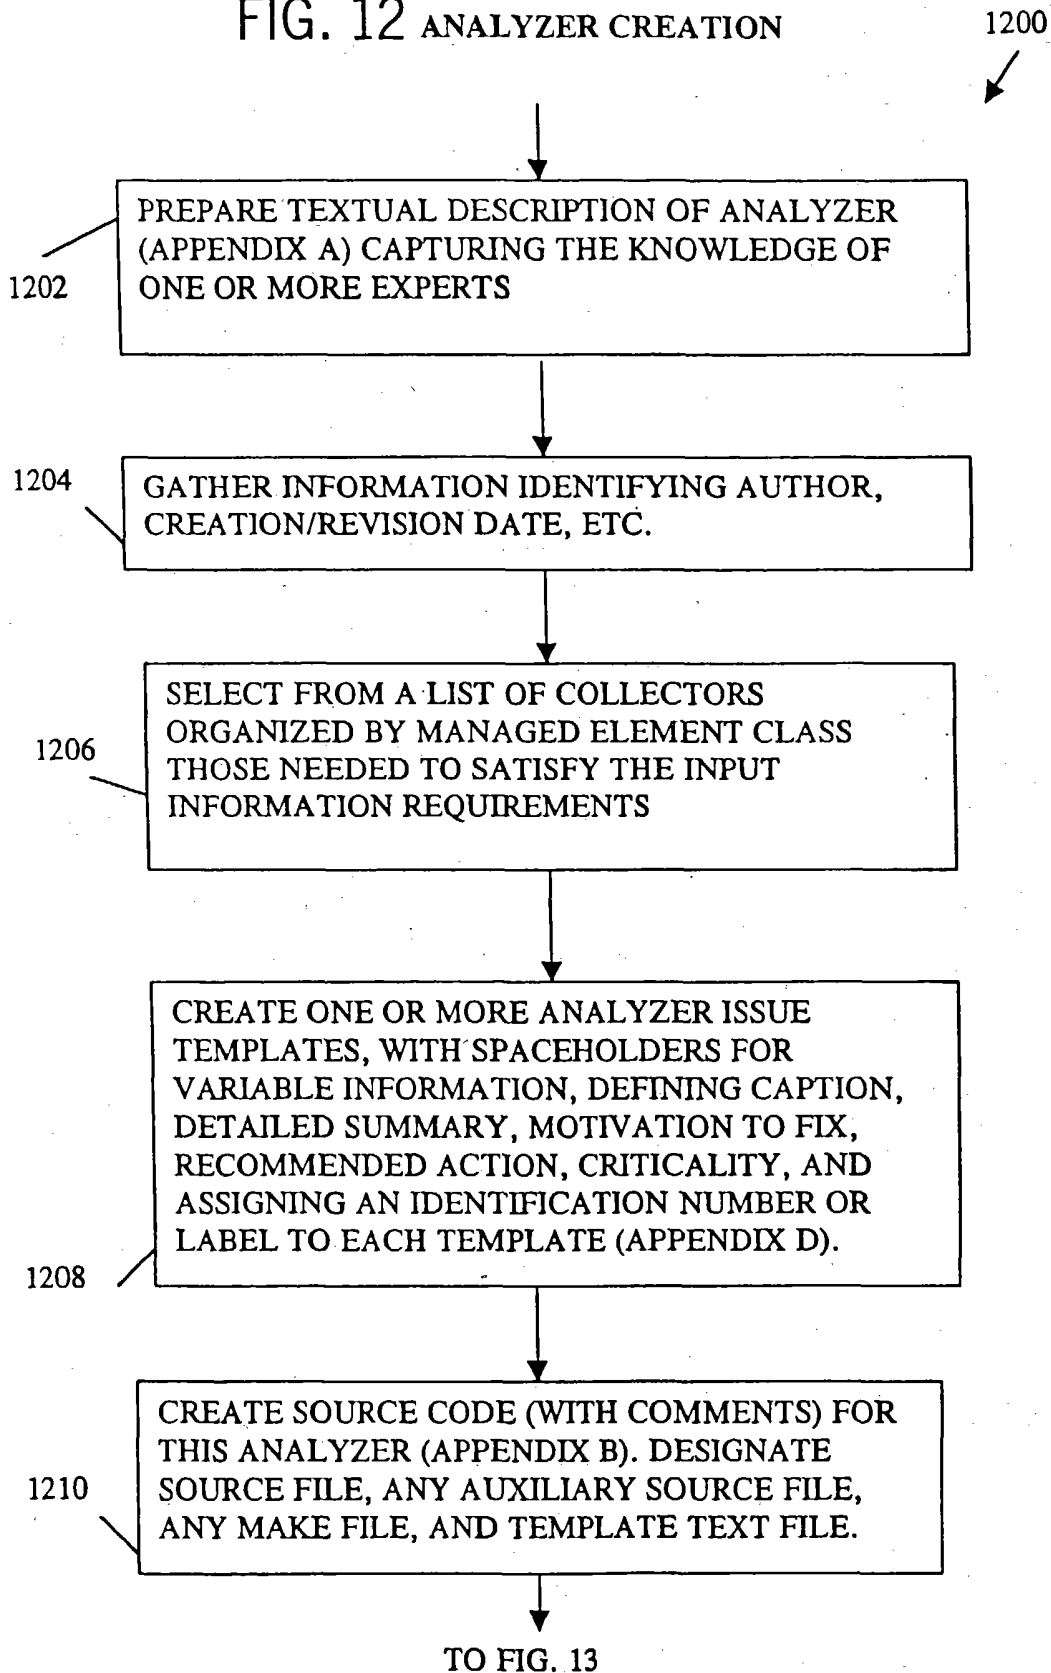 FIG. 12 ANALYZER CREATION
1200
PREPARE TEXTUAL DESCRIPTION OF ANALYZER
(APPENDIX A) CAPTURING THE KNOWLEDGE OF
ONE OR MORE EXPERTS
1202
1204
GATHER INFORMATION IDENTIFYING AUTHOR,
CREATION/REVISION DATE, ETC.
SELECT FROM A LIST OF COLLECTORS
ORGANIZED BY MANAGED ELEMENT CLASS
THOSE NEEDED TO SATISFY THE INPUT
INFORMATION REQUIREMENTS
1206
CREATE ONE OR MORE ANALYZER ISSUE
TEMPLATES, WITH SPACEHOLDERS FOR
VARIABLE INFORMATION, DEFINING CAPTION,
DETAILED SUMMARY, MOTIVATION TO FIX,
RECOMMENDED ACTION, CRITICALITY, AND
ASSIGNING AN IDENTIFICATION NUMBER OR
LABEL TO EACH TEMPLATE (APPENDIX D).
1208
CREATE SOURCE CODE (WITH COMMENTS) FOR
THIS ANALYZER (APPENDIX B). DESIGNATE
SOURCE FILE, ANY AUXILIARY SOURCE FILE,
ANY MAKE FILE, AND TEMPLATE TEXT FILE.
1210
TO FIG. 13